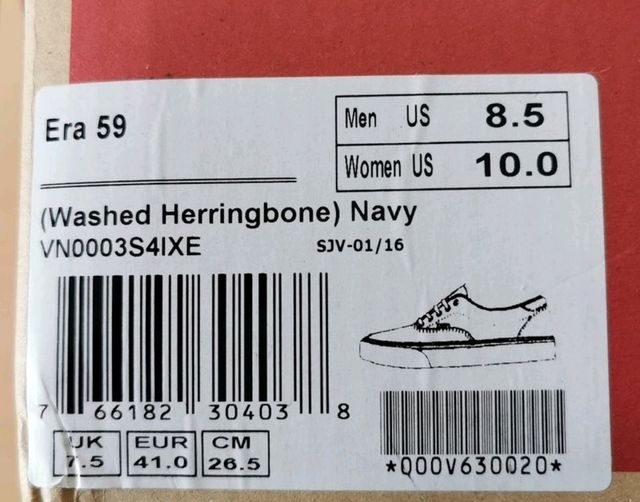 Era 59
Men US 8.5
Women US 10.0
(Washed Herringbone) Navy
VN0003S4IXE SJV-01/16
7 66182 30403 8
UK EUR CM
7.5 41.0 26.5
*Q00V630020*